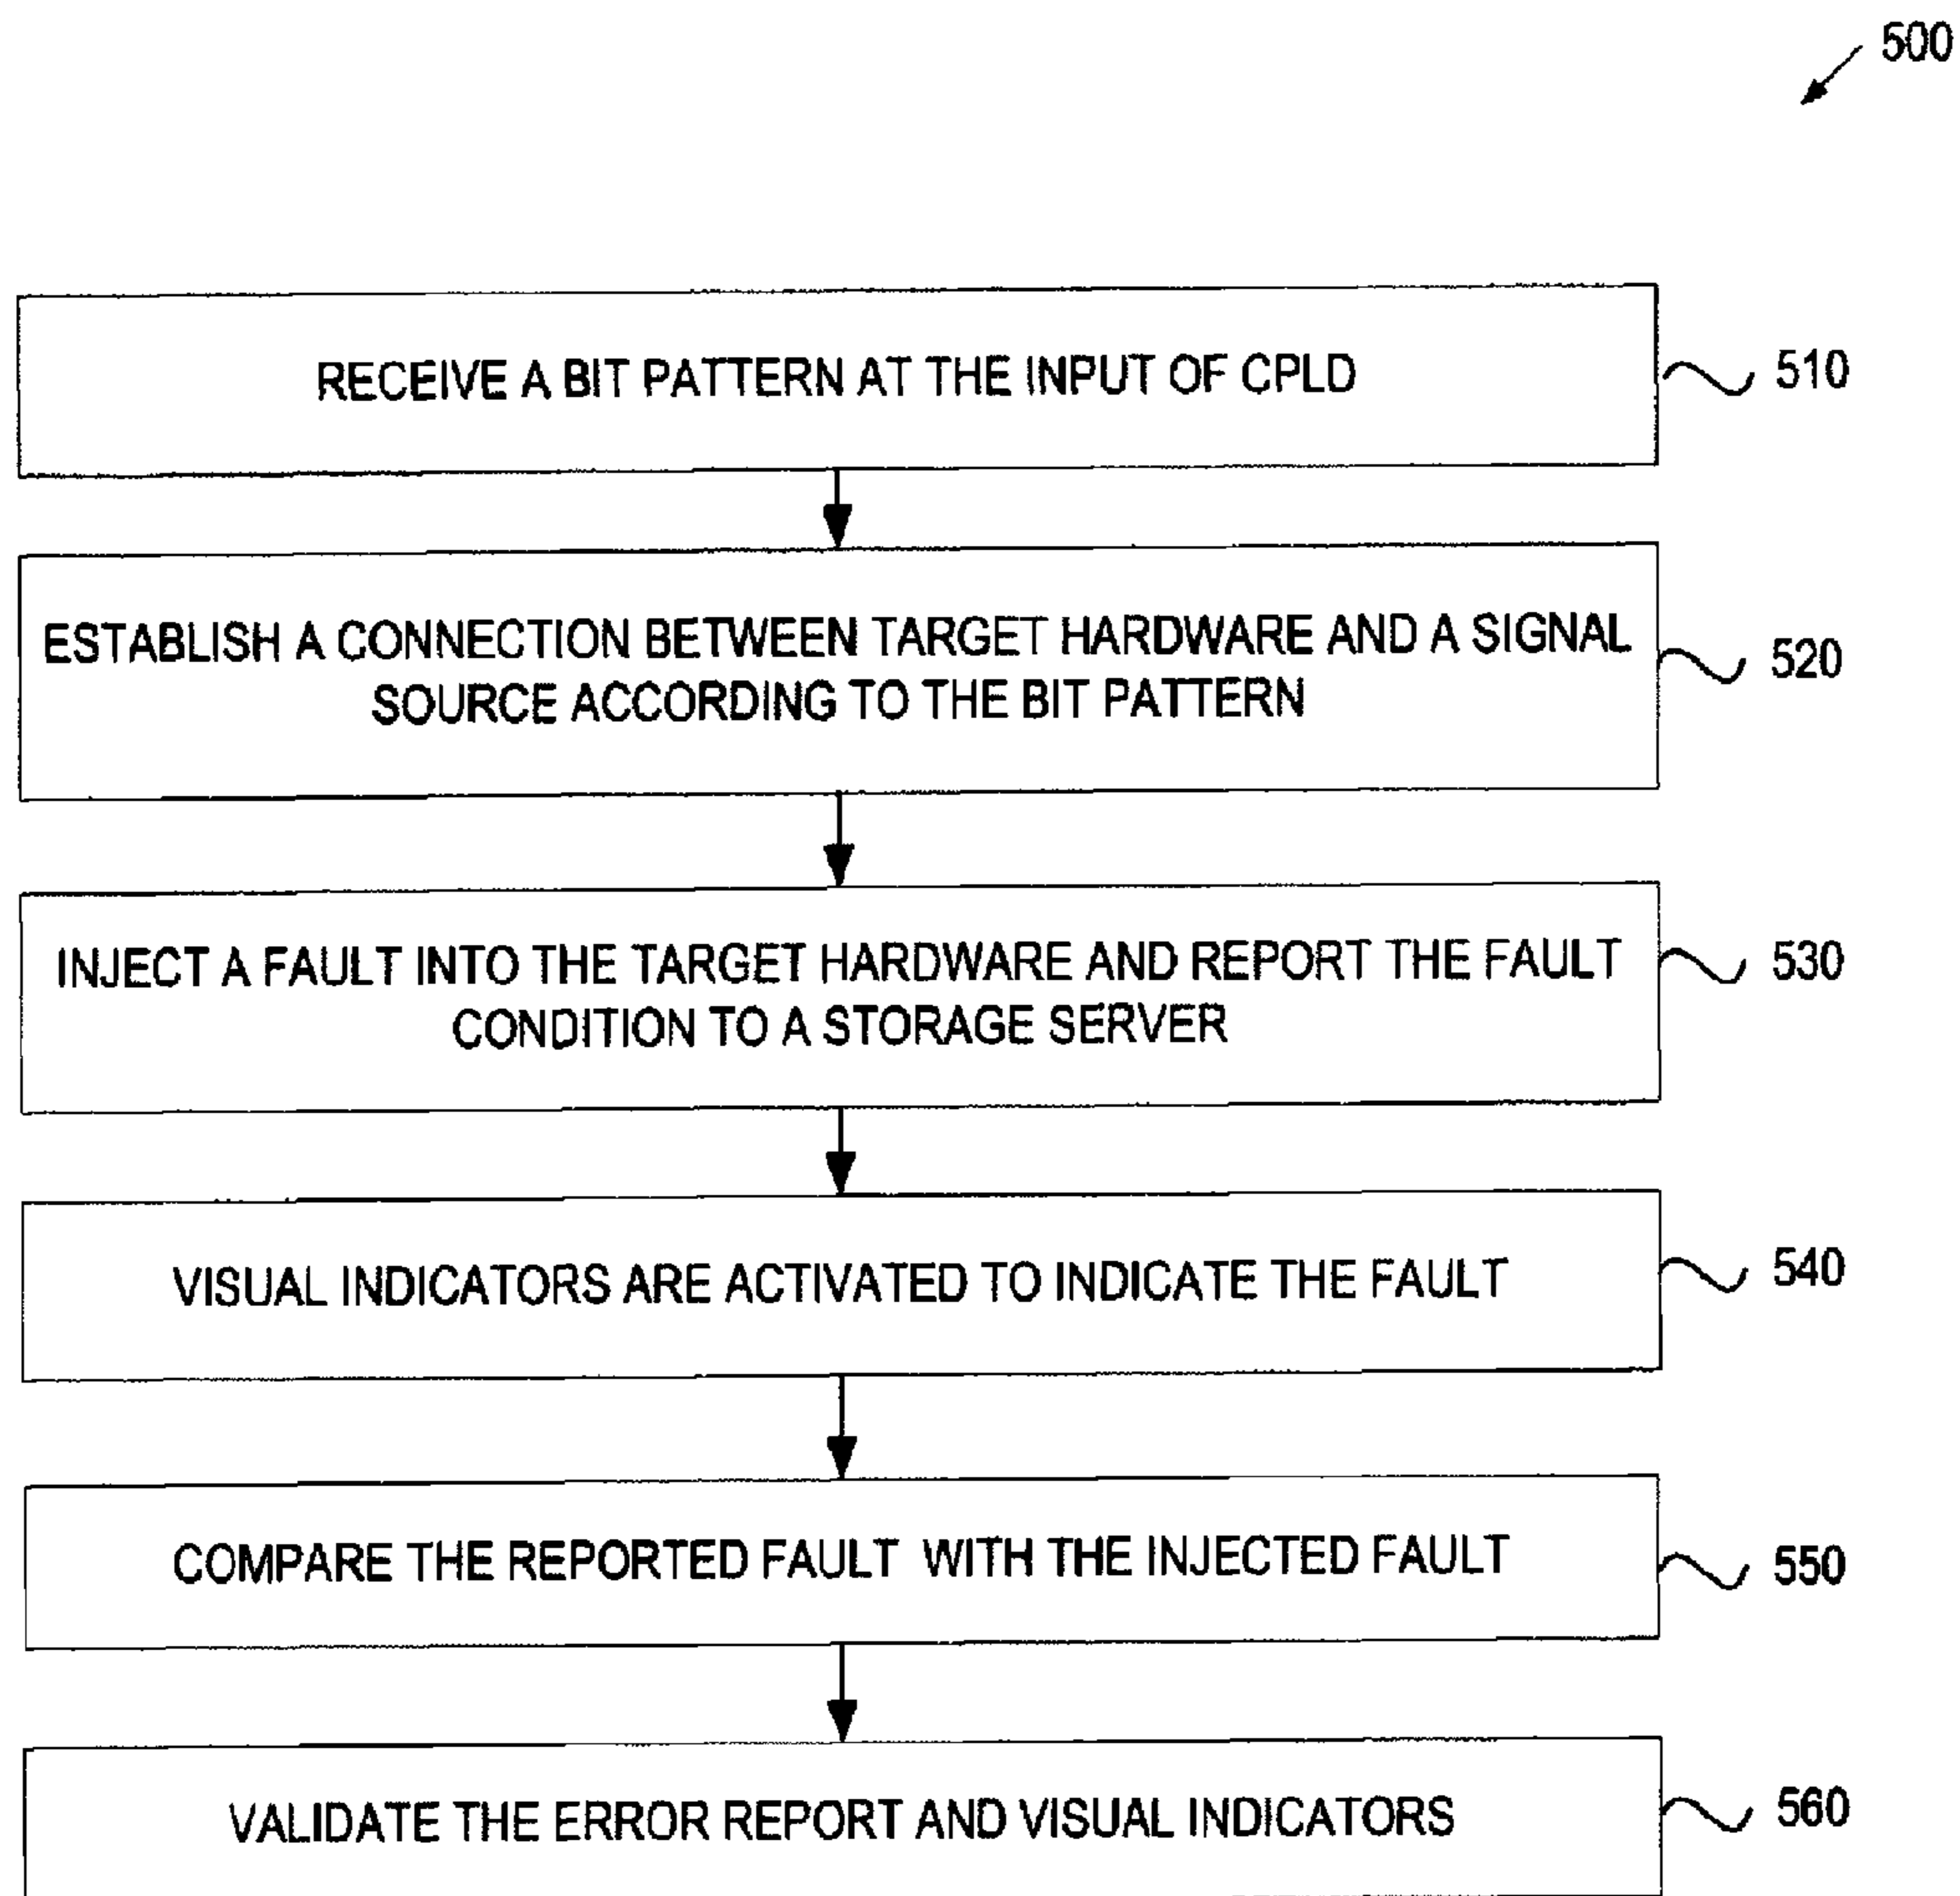 500
RECEIVE A BIT PATTERN AT THE INPUT OF CPLD
510
ESTABLISH A CONNECTION BETWEEN TARGET HARDWARE AND A SIGNAL
SOURCE ACCORDING TO THE BIT PATTERN
520
INJECT A FAULT INTO THE TARGET HARDWARE AND REPORT THE FAULT
CONDITION TO A STORAGE SERVER
530
VISUAL INDICATORS ARE ACTIVATED TO INDICATE THE FAULT
540
COMPARE THE REPORTED FAULT WITH THE INJECTED FAULT
550
VALIDATE THE ERROR REPORT AND VISUAL INDICATORS
560